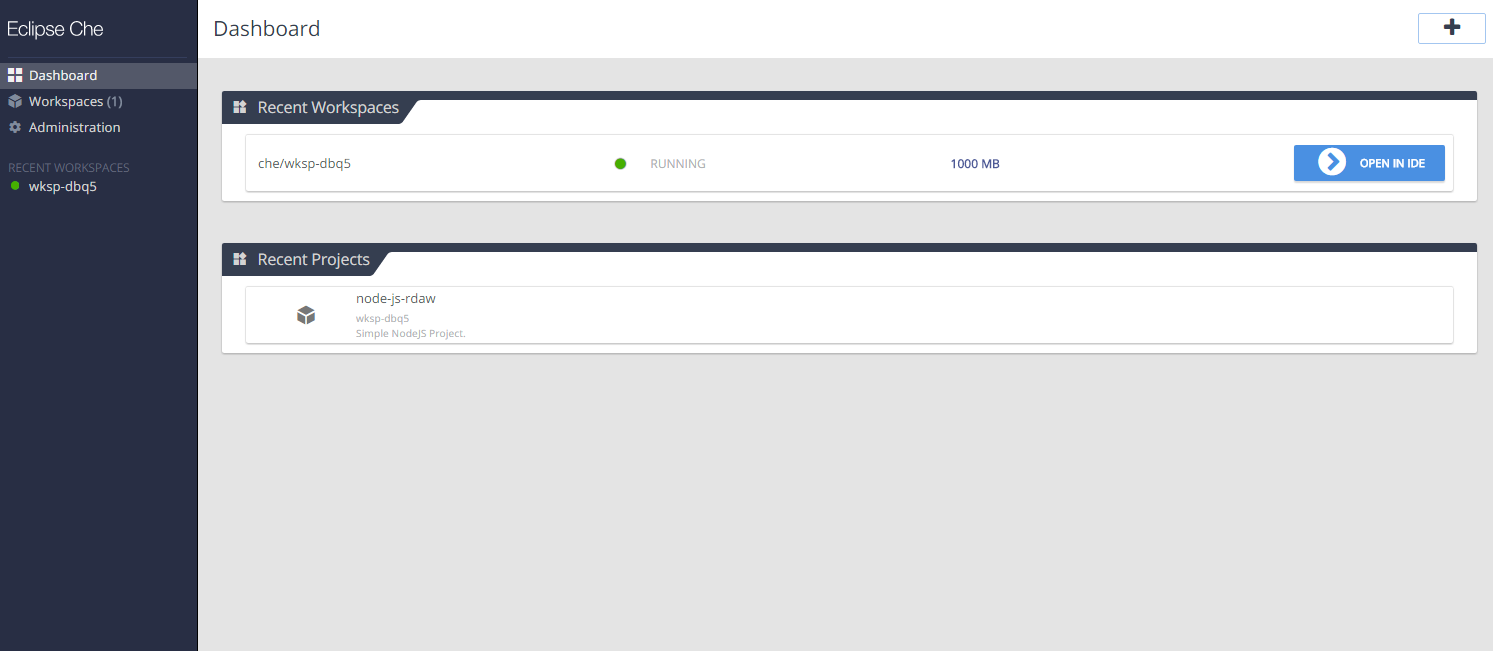 Eclipse Che
Dashboard
Workspaces (1)
Administration
RECENT WORKSPACES
wksp-dbq5
Dashboard
Recent Workspaces
che/wksp-dbq5
RUNNING
1000 MB
OPEN IN IDE
Recent Projects
node-js-rdaw
wksp-dbq5
Simple NodeJS Project.